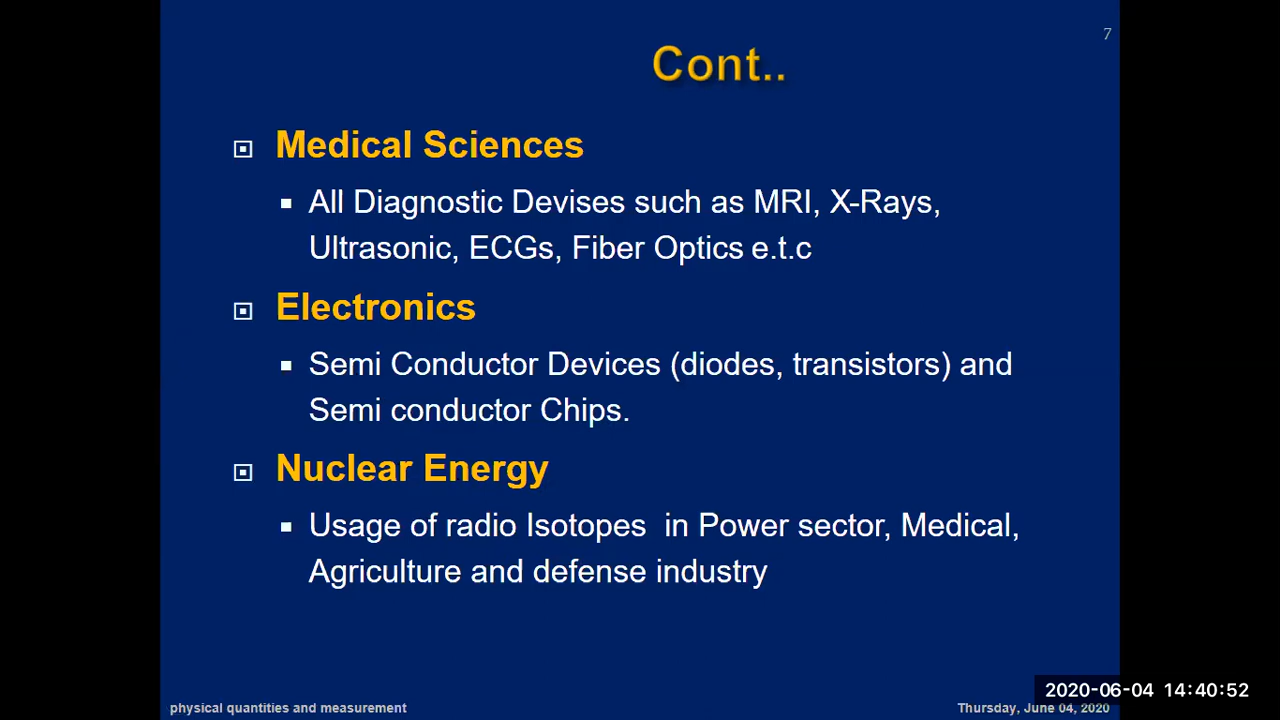 7
Cont..
Medical Sciences
All Diagnostic Devises such as MRI, X-Rays,
Ultrasonic, ECGs, Fiber Optics e.t.c
Electronics
Semi Conductor Devices (diodes, transistors) and
Semi conductor Chips.
Nuclear Energy
Usage of radio Isotopes in Power sector, Medical,
Agriculture and defense industry
2020-06-04 14:40:52
physical quantities and measurement
Thursday, June 04, 2020